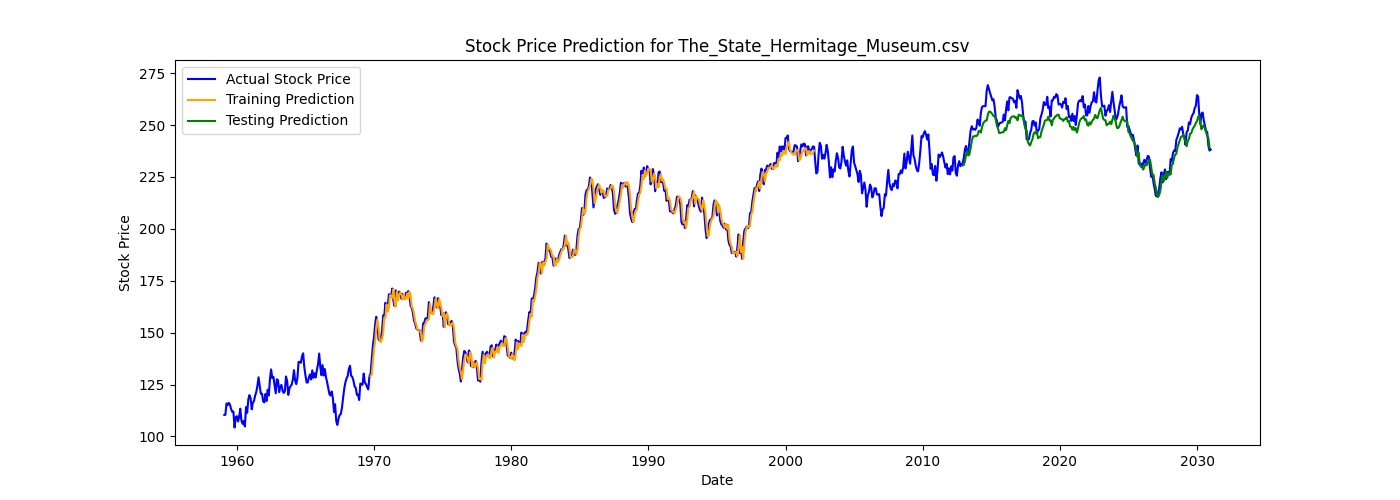 Stock Price Prediction for The_State_Hermitage_Museum.csv
Actual Stock Price
Training Prediction
Testing Prediction
Stock Price
275
250
225
200
175
150
125
100
1960 1970 1980 1990 2000 2010 2020 2030
Date